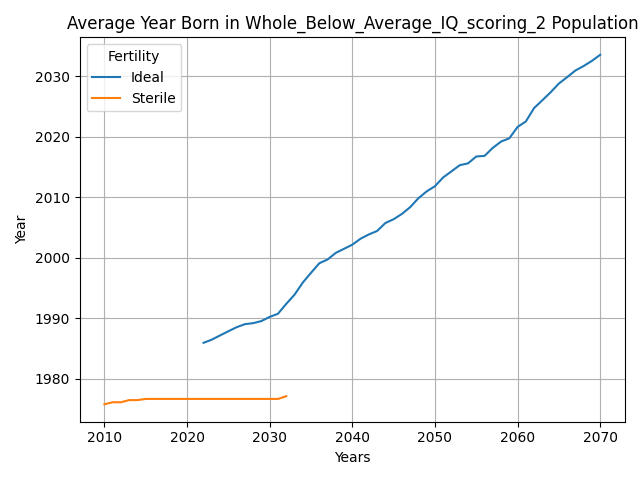 Average Year Born in Whole_Below_Average_IQ_scoring_2 Population
Fertility
Ideal
Sterile
2030
2020
2010
2000
1990
1980
Year
2010 2020 2030 2040 2050 2060 2070
Years